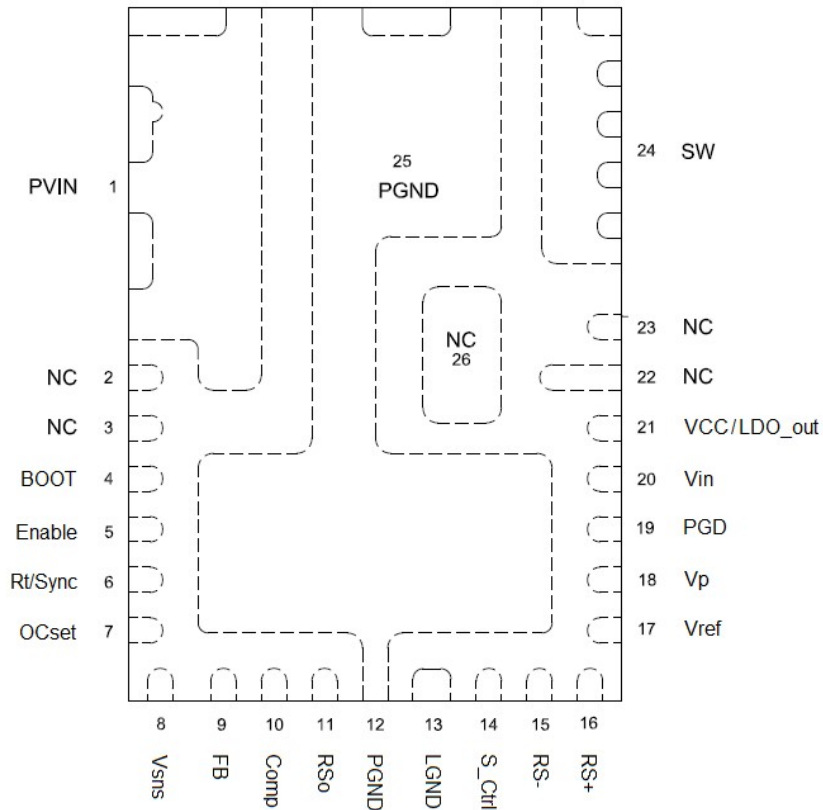 25
PGND
24 SW
PVIN 1
23 NC
NC
26
NC 2
22 NC
NC 3
21 VCC/LDO_out
BOOT 4
20 Vin
Enable 5
19 PGD
Rt/Sync 6
18 Vp
OCset 7
17 Vref
8 9 10 11 12 13 14 15 16
Vsns FB Comp RSo PGND LGND S_Ctrl RS- RS+